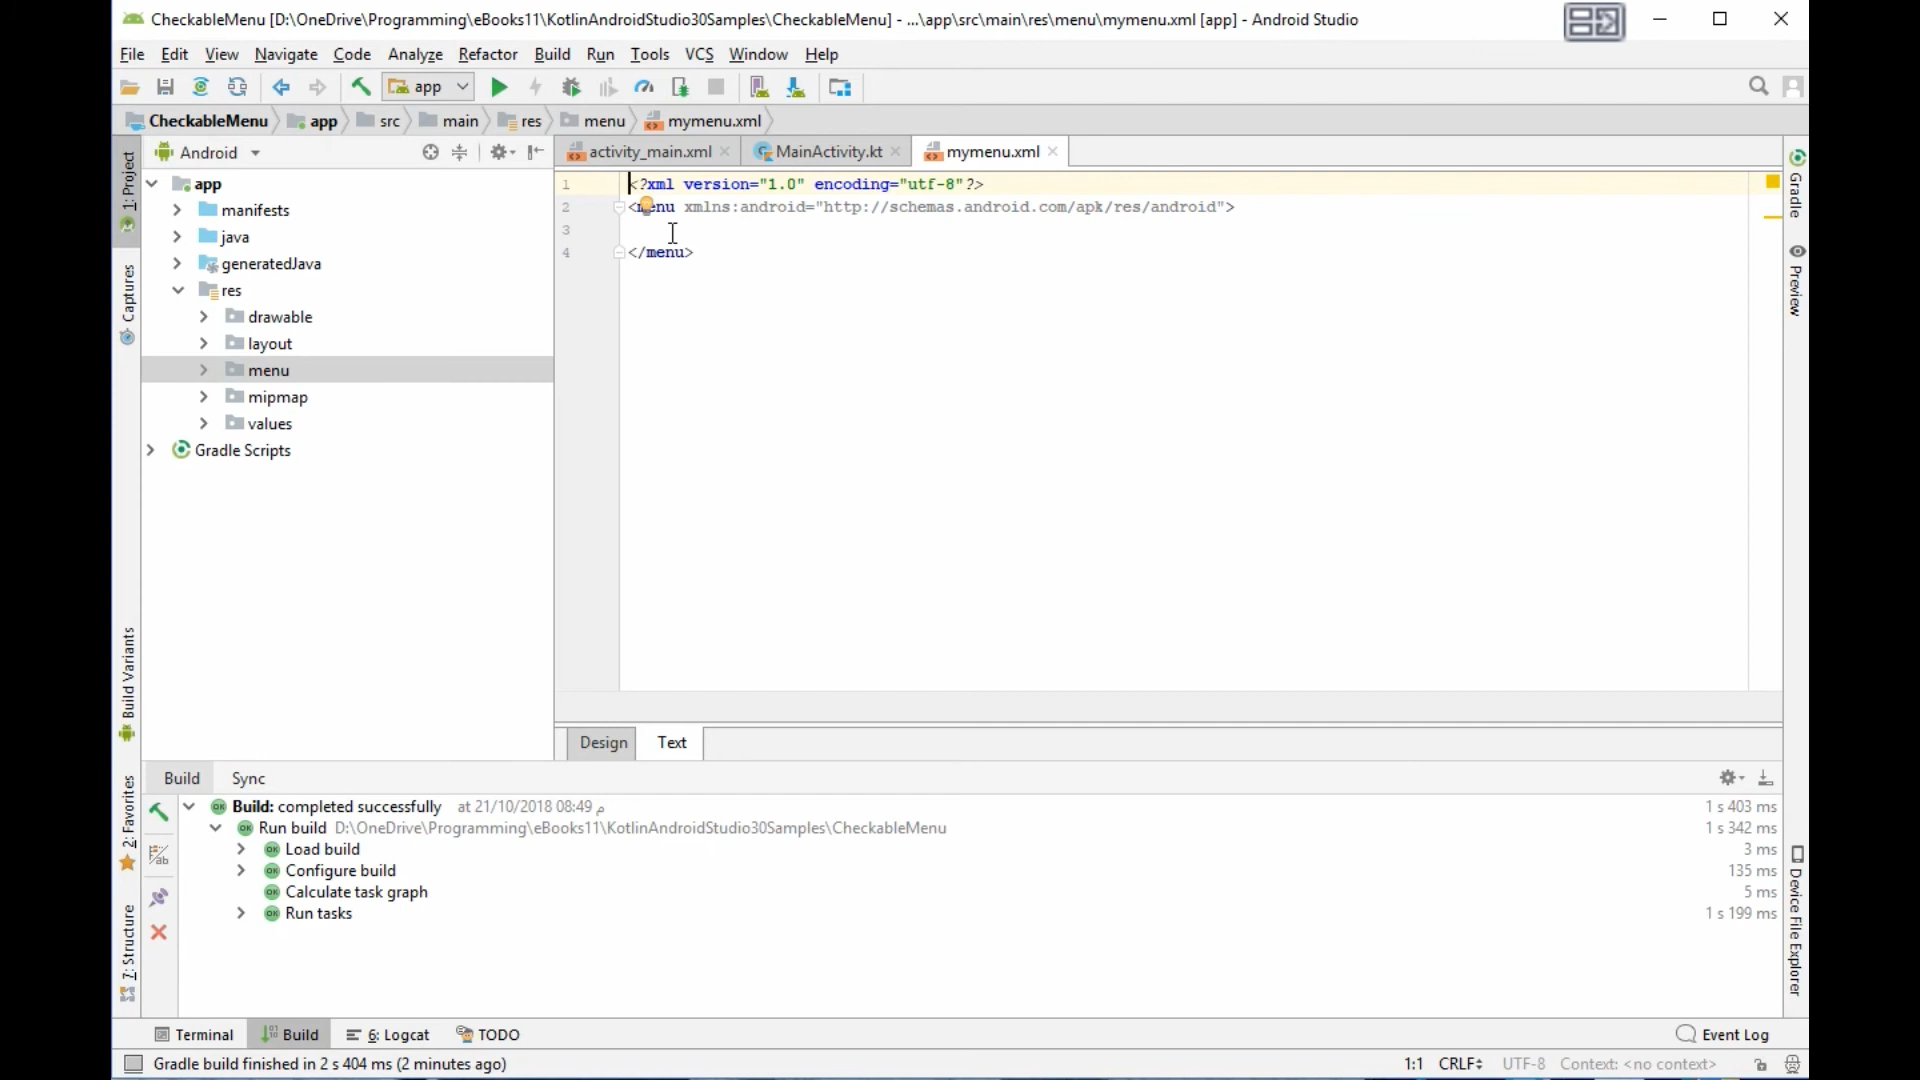 CheckableMenu [D:\OneDrive\Programming\eBooks11\KotlinAndroidStudio30Samples\CheckableMenu] - ...\app\src\main\res\menu\mymenu.xml [app] - Android Studio
File Edit View Navigate Code Analyze Refactor Build Run Tools VCS Window Help
app
CheckableMenu app src main res menu mymenu.xml
1: Project
Captures
Build Variants
2: Favorites
7: Structure
Android
app
manifests
java
generatedJava
res
drawable
layout
menu
mipmap
values
Gradle Scripts
activity_main.xml MainActivity.kt mymenu.xml
1 <?xml version="1.0" encoding="utf-8"?>
2 <menu xmlns:android="http://schemas.android.com/apk/res/android">
3
4 </menu>
Design Text
Gradle
Preview
Device File Explorer
Build Sync
Build: completed successfully at 21/10/2018 08:49 م 1 s 403 ms
Run build D:\OneDrive\Programming\eBooks11\KotlinAndroidStudio30Samples\CheckableMenu 1 s 342 ms
Load build 3 ms
Configure build 135 ms
Calculate task graph 5 ms
Run tasks 1 s 199 ms
Terminal Build 6: Logcat TODO Event Log
Gradle build finished in 2 s 404 ms (2 minutes ago) 1:1 CRLF UTF-8 Context: <no context>